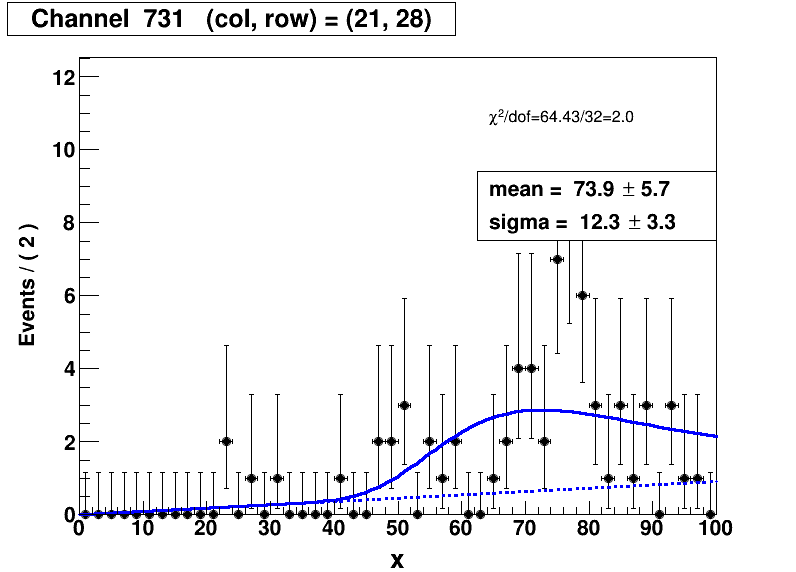 Channel 731 (col, row) = (21, 28)
χ²/dof=64.43/32=2.0
mean = 73.9 ± 5.7
sigma = 12.3 ± 3.3
Events / ( 2 )
12
10
8
6
4
2
0
0 10 20 30 40 50 60 70 80 90 100
x